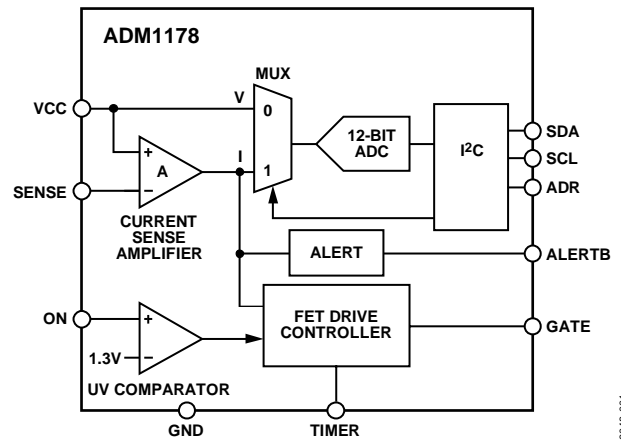 ADM1178
MUX
VCC
V
0
12-BIT
ADC
I²C
SDA
SCL
ADR
+
A
−
I
1
SENSE
CURRENT
SENSE
AMPLIFIER
ALERT
ALERTB
ON
+
1.3V
−
FET DRIVE
CONTROLLER
GATE
UV COMPARATOR
GND
TIMER